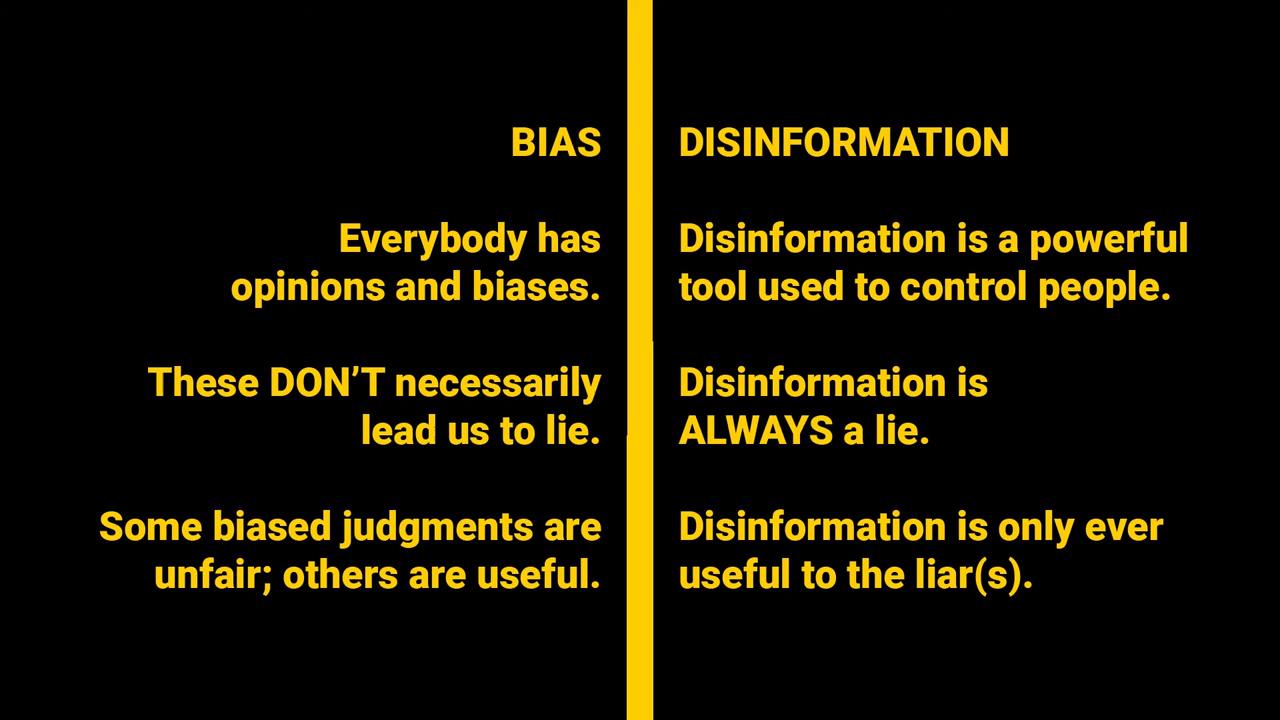 BIAS
Everybody has
opinions and biases.
These DON’T necessarily
lead us to lie.
Some biased judgments are
unfair; others are useful.
DISINFORMATION
Disinformation is a powerful
tool used to control people.
Disinformation is
ALWAYS a lie.
Disinformation is only ever
useful to the liar(s).